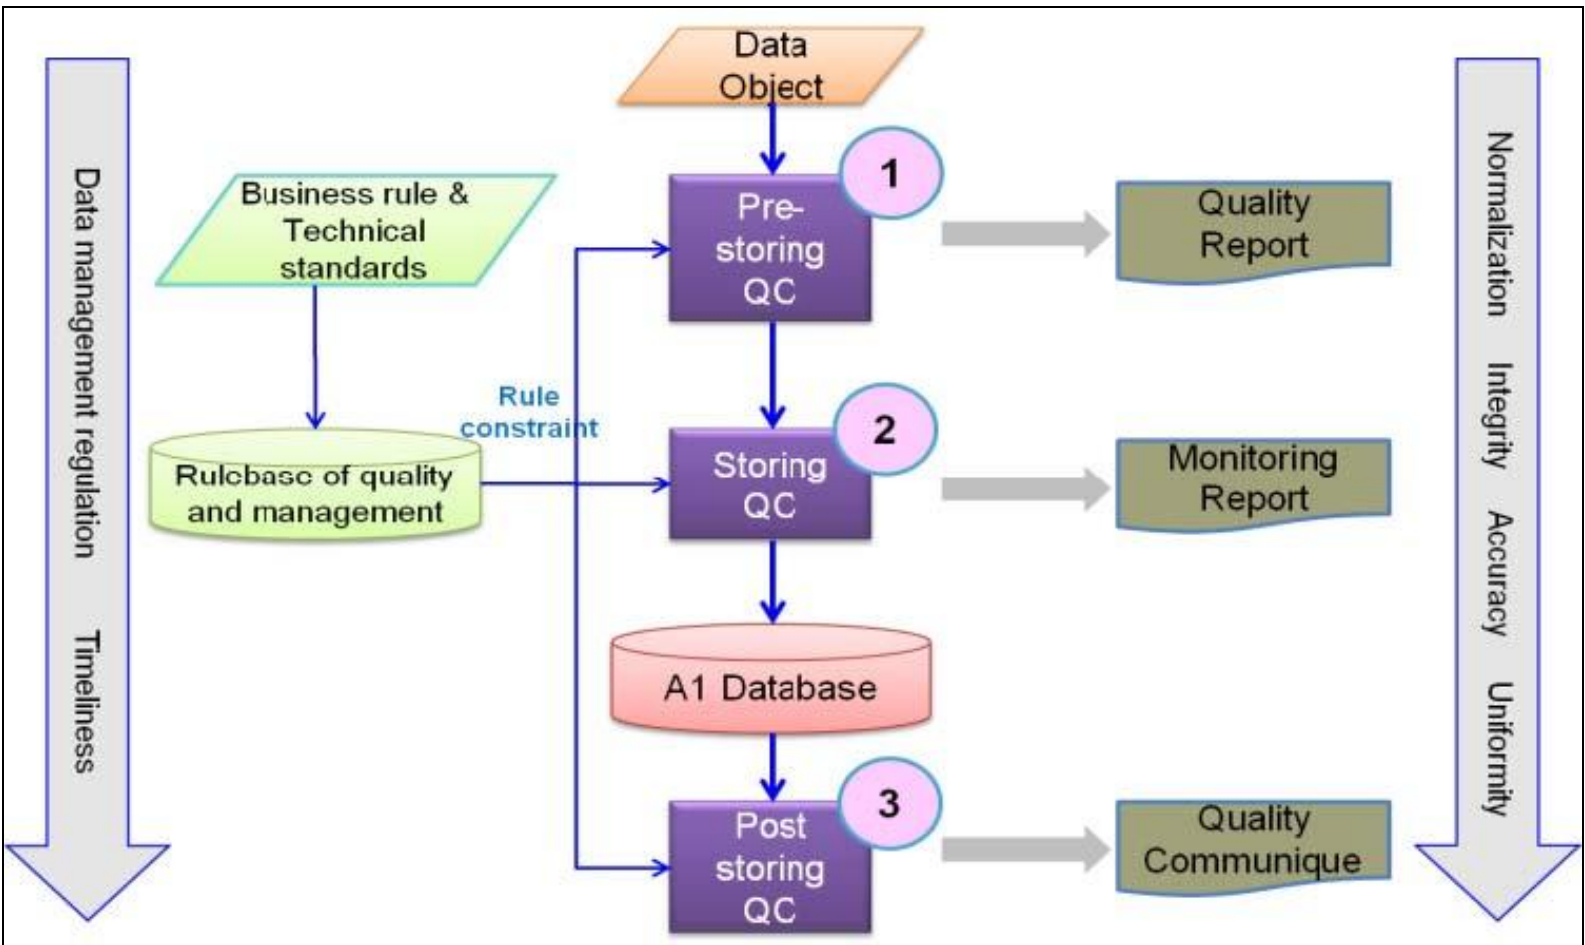 Data
Object
1
Pre-
storing
QC
Quality
Report
Business rule &
Technical
standards
Rule
constraint
Rulebase of quality
and management
2
Storing
QC
Monitoring
Report
A1 Database
3
Post
storing
QC
Quality
Communique
Data management regulation Timeliness
Normalization Integrity Accuracy Uniformity